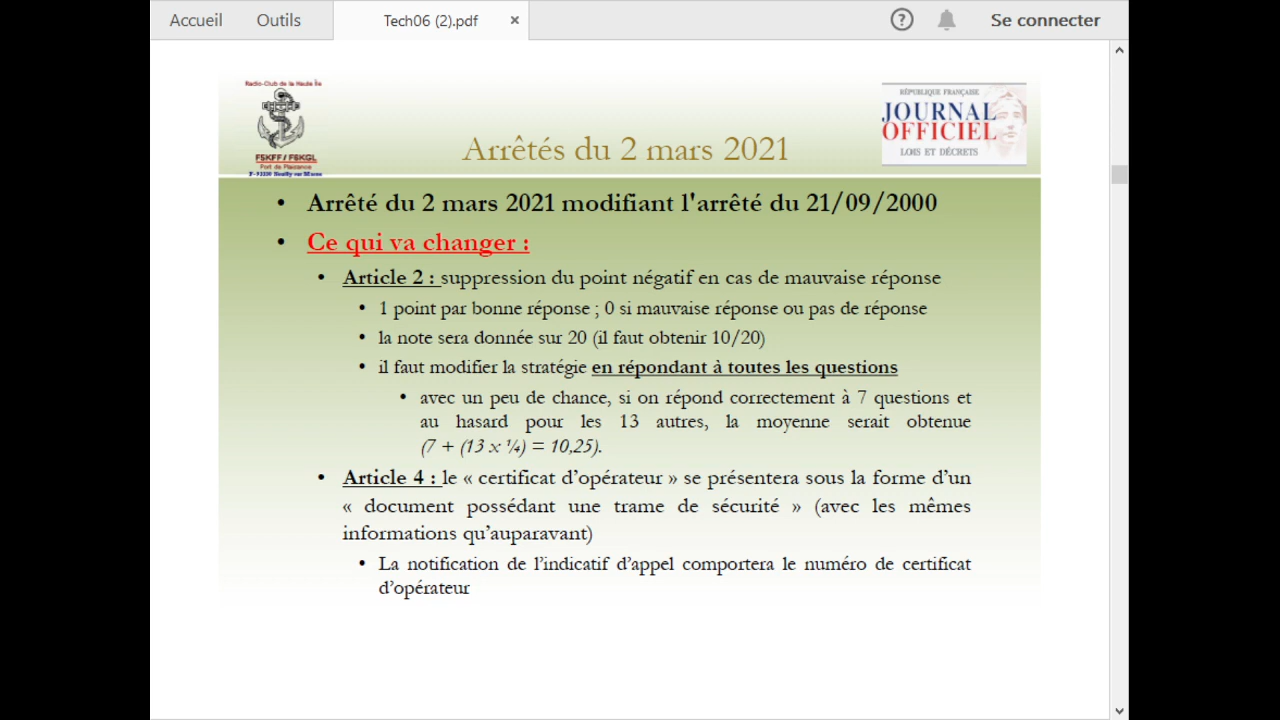 Accueil Outils Tech06 (2).pdf × ? Se connecter
Radio-Club de la Haute Île
F5KFF / F6KGL
Port de Plaisance
F-93330 Neuilly sur Marne
RÉPUBLIQUE FRANÇAISE
JOURNAL
OFFICIEL
LOIS ET DÉCRETS
Arrêtés du 2 mars 2021
• Arrêté du 2 mars 2021 modifiant l'arrêté du 21/09/2000
• Ce qui va changer :
• Article 2 : suppression du point négatif en cas de mauvaise réponse
• 1 point par bonne réponse ; 0 si mauvaise réponse ou pas de réponse
• la note sera donnée sur 20 (il faut obtenir 10/20)
• il faut modifier la stratégie en répondant à toutes les questions
• avec un peu de chance, si on répond correctement à 7 questions et
au hasard pour les 13 autres, la moyenne serait obtenue
(7 + (13 x ¼) = 10,25).
• Article 4 : le « certificat d’opérateur » se présentera sous la forme d’un
« document possédant une trame de sécurité » (avec les mêmes
informations qu’auparavant)
• La notification de l’indicatif d’appel comportera le numéro de certificat
d’opérateur